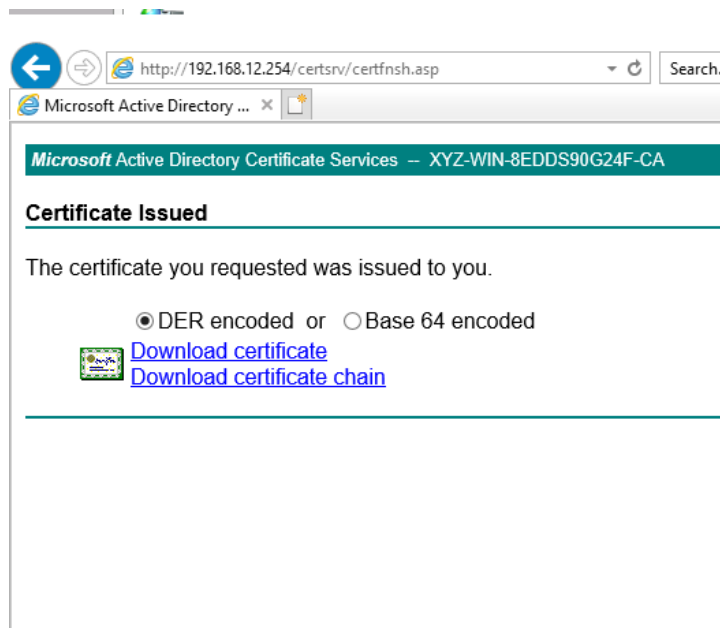 http://192.168.12.254/certsrv/certfnsh.asp
Search.
Microsoft Active Directory ...
Microsoft Active Directory Certificate Services -- XYZ-WIN-8EDDS90G24F-CA
Certificate Issued
The certificate you requested was issued to you.
DER encoded or Base 64 encoded
Download certificate
Download certificate chain